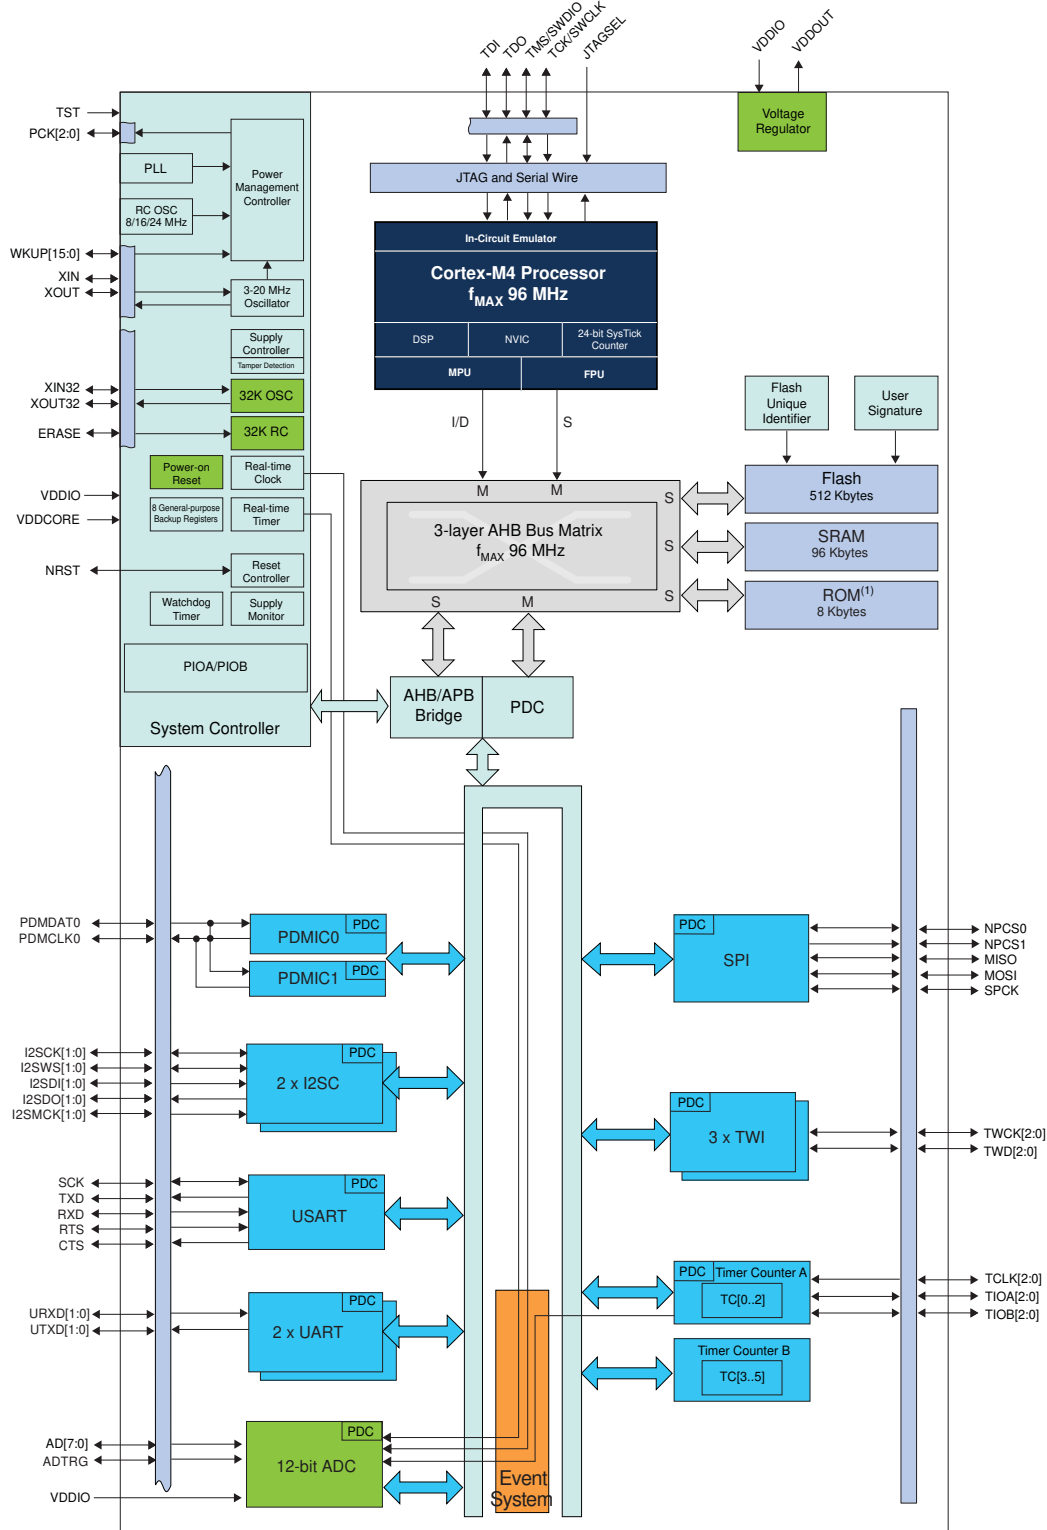 TDI
TDO
TMS/SWDIO
TCK/SWCLK
JTAGSEL
VDDIO
VDDOUT
TST
PCK[2:0]
Voltage
Regulator
PLL
Power
Management
Controller
JTAG and Serial Wire
RC OSC
8/16/24 MHz
In-Circuit Emulator
WKUP[15:0]
XIN
XOUT
3-20 MHz
Oscillator
Cortex-M4 Processor
fMAX 96 MHz
DSP
NVIC
24-bit SysTick
Counter
MPU
FPU
Supply
Controller
Tamper Detection
XIN32
XOUT32
32K OSC
ERASE
32K RC
I/D
S
Flash
Unique
Identifier
User
Signature
Power-on
Reset
Real-time
Clock
VDDIO
VDDCORE
8 General-purpose
Backup Registers
Real-time
Timer
M
M
S
Flash
512 Kbytes
3-layer AHB Bus Matrix
fMAX 96 MHz
S
SRAM
96 Kbytes
NRST
Reset
Controller
Watchdog
Timer
Supply
Monitor
S
M
S
ROM(1)
8 Kbytes
PIOA/PIOB
System Controller
AHB/APB
Bridge
PDC
PDMDAT0
PDMCLK0
PDC
PDMIC0
PDC
PDMIC1
PDC
SPI
NPCS0
NPCS1
MISO
MOSI
SPCK
I2SCK[1:0]
I2SWS[1:0]
I2SDI[1:0]
I2SDO[1:0]
I2SMCK[1:0]
PDC
2 x I2SC
PDC
3 x TWI
TWCK[2:0]
TWD[2:0]
SCK
TXD
RXD
RTS
CTS
PDC
USART
PDC
Timer Counter A
TC[0..2]
TCLK[2:0]
TIOA[2:0]
TIOB[2:0]
URXD[1:0]
UTXD[1:0]
PDC
2 x UART
Timer Counter B
TC[3..5]
AD[7:0]
ADTRG
VDDIO
PDC
12-bit ADC
Event
System